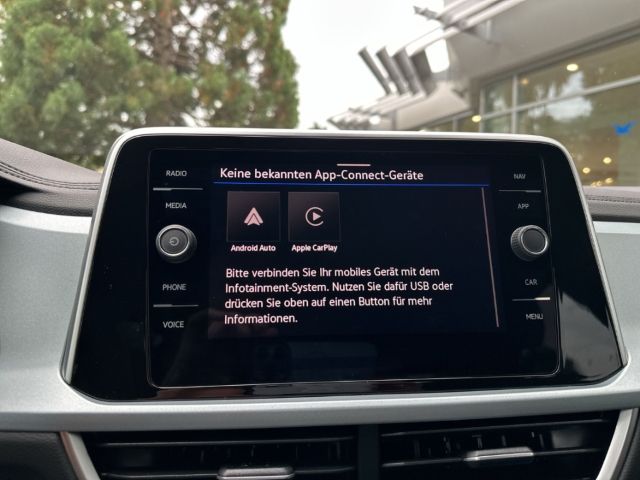 RADIO
MEDIA
PHONE
VOICE
Keine bekannten App-Connect-Geräte
Android Auto
Apple CarPlay
Bitte verbinden Sie Ihr mobiles Gerät mit dem
Infotainment-System. Nutzen Sie dafür USB oder
drücken Sie oben auf einen Button für mehr
Informationen.
NAV
APP
CAR
MENU